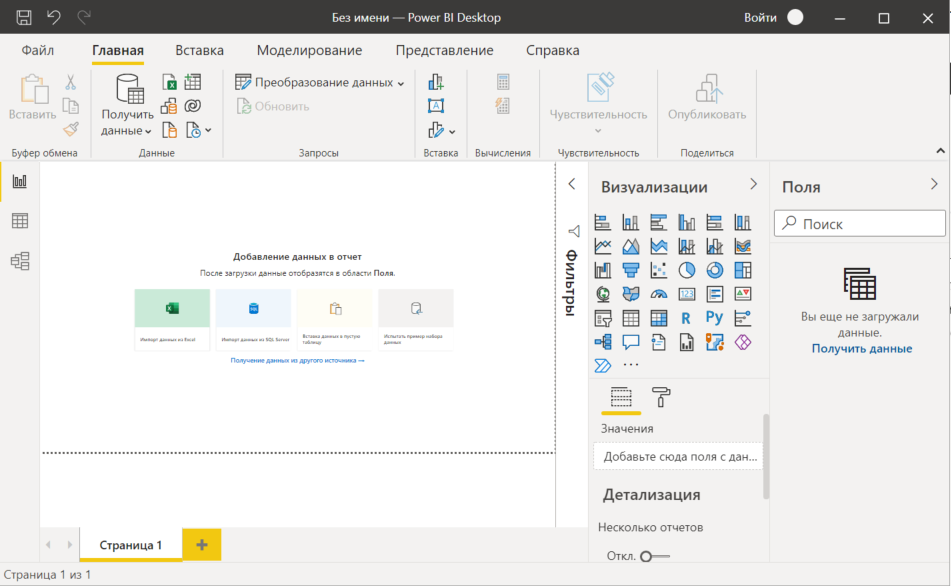 Без имени — Power BI Desktop
Войти
Файл
Главная
Вставка
Моделирование
Представление
Справка
Вставить
Получить
данные
Преобразование данных
Обновить
Чувствительность
Опубликовать
Буфер обмена
Данные
Запросы
Вставка
Вычисления
Чувствительность
Поделиться
Добавление данных в отчет
После загрузки данные отобразятся в области Поля.
Импорт данных из Excel
Импорт данных из SQL Server
Вставка данных в пустую
таблицу
Испытать пример набора
данных
Получение данных из другого источника →
Фильтры
Визуализации
123
R
Py
Значения
Добавьте сюда поля с дан...
Детализация
Несколько отчетов
Откл.
Поля
Поиск
Вы еще не загружали
данные.
Получить данные
Страница 1
Страница 1 из 1